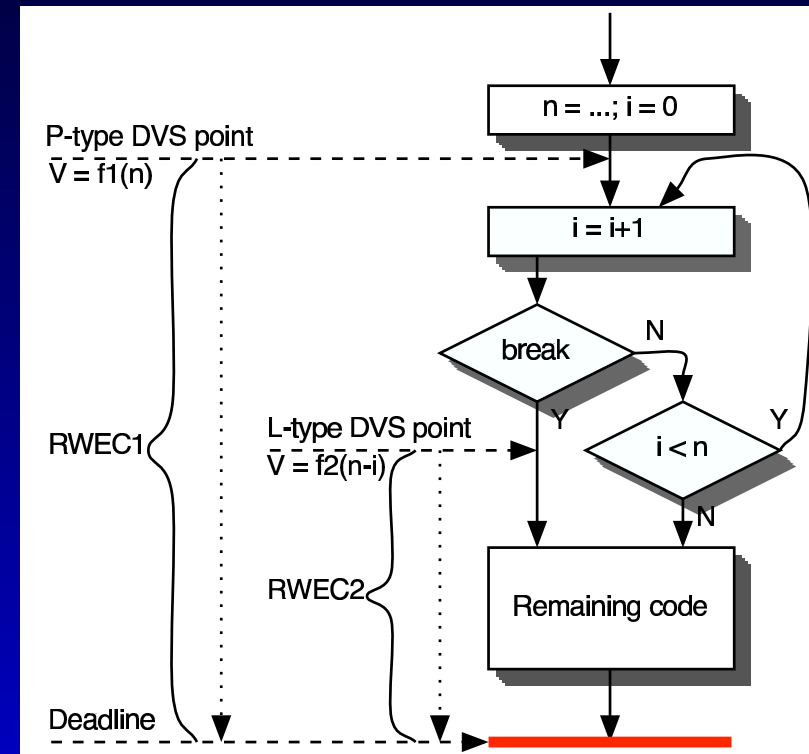 n = ...; i = 0
P-type DVS point
V = f1(n)
i = i+1
break
N
Y
i < n
Y
N
L-type DVS point
V = f2(n-i)
RWEC1
RWEC2
Remaining code
Deadline